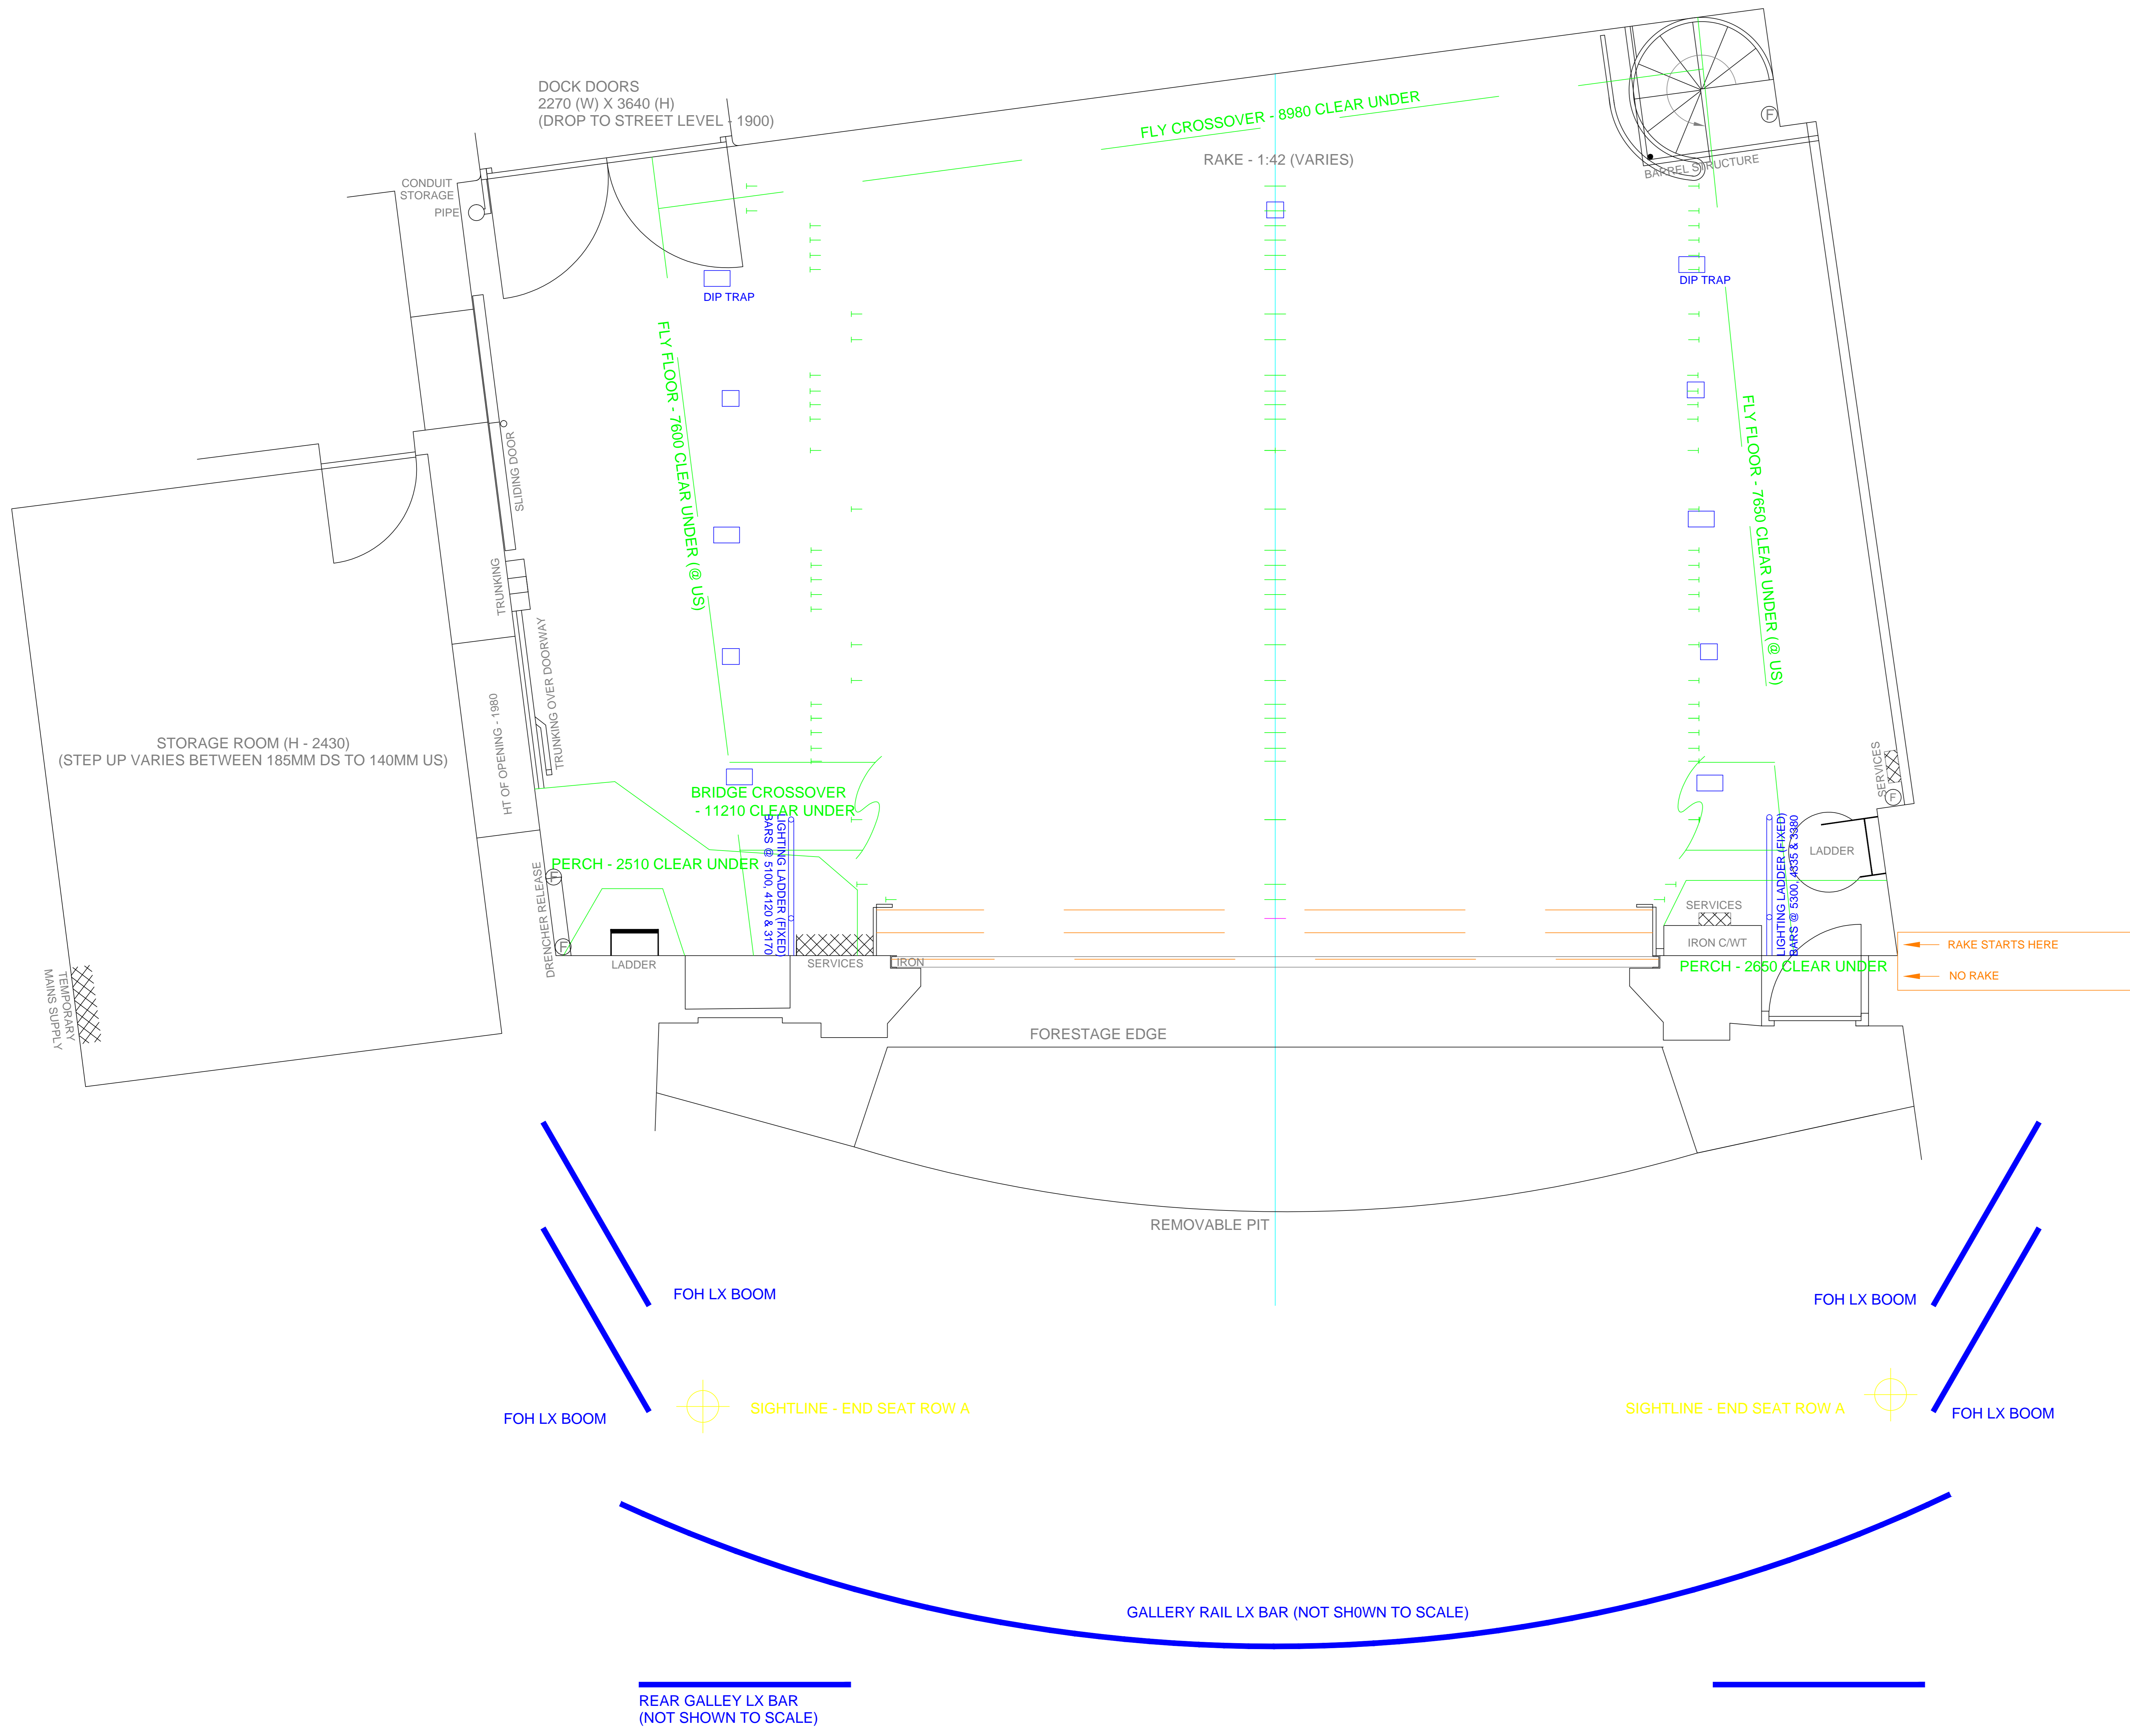 DOCK DOORS
2270 (W) X 3640 (H)
(DROP TO STREET LEVEL - 1900)
FLY CROSSOVER - 8980 CLEAR UNDER
RAKE - 1:42 (VARIES)
F
BARREL STRUCTURE
CONDUIT
STORAGE
PIPE
DIP TRAP
DIP TRAP
FLY FLOOR - 7600 CLEAR UNDER (@ US)
FLY FLOOR - 7650 CLEAR UNDER (@ US)
SLIDING DOOR
TRUNKING
TRUNKING OVER DOORWAY
HT OF OPENING - 1980
STORAGE ROOM (H - 2430)
(STEP UP VARIES BETWEEN 185MM DS TO 140MM US)
SERVICES
F
BRIDGE CROSSOVER
- 11210 CLEAR UNDER
LIGHTING LADDER (FIXED)
BARS @ 5100, 4120 & 3170
LIGHTING LADDER (FIXED)
BARS @ 5300, 4335 & 3380
LADDER
PERCH - 2510 CLEAR UNDER
F
DRENCHER RELEASE
F
LADDER
SERVICES
IRON
SERVICES
IRON C/WT
PERCH - 2650 CLEAR UNDER
RAKE STARTS HERE
NO RAKE
TEMPORARY
MAINS SUPPLY
FORESTAGE EDGE
REMOVABLE PIT
FOH LX BOOM
FOH LX BOOM
FOH LX BOOM
SIGHTLINE - END SEAT ROW A
SIGHTLINE - END SEAT ROW A
FOH LX BOOM
GALLERY RAIL LX BAR (NOT SH0WN TO SCALE)
REAR GALLEY LX BAR
(NOT SHOWN TO SCALE)